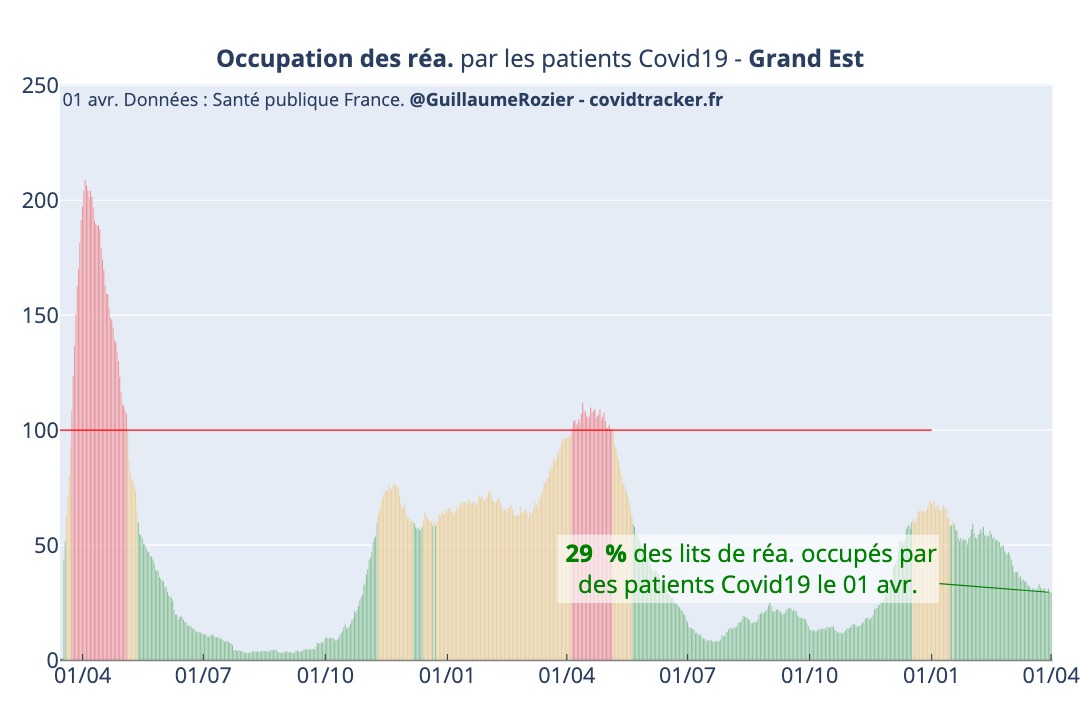 Occupation des réa. par les patients Covid19 - Grand Est
250
01 avr. Données : Santé publique France. @GuillaumeRozier - covidtracker.fr
200
150
100
50
29 % des lits de réa. occupés par
des patients Covid19 le 01 avr.
0
01/04 01/07 01/10 01/01 01/04 01/07 01/10 01/01 01/04